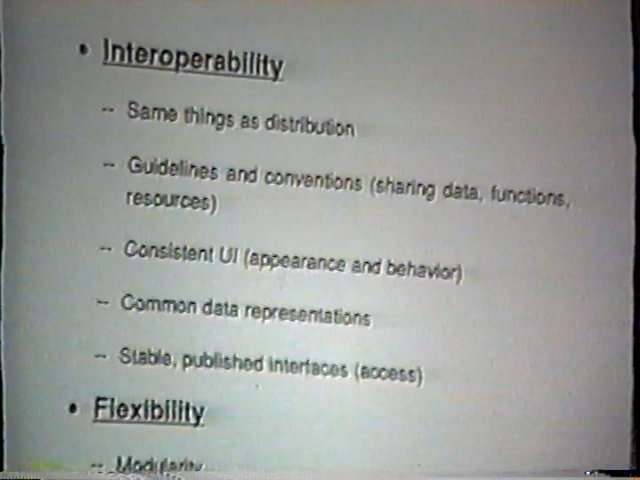 • Interoperability
-- Same things as distribution
-- Guidelines and conventions (sharing data, functions,
resources)
-- Consistent UI (appearance and behavior)
-- Common data representations
-- Stable, published interfaces (access)
• Flexibility
-- Modularity